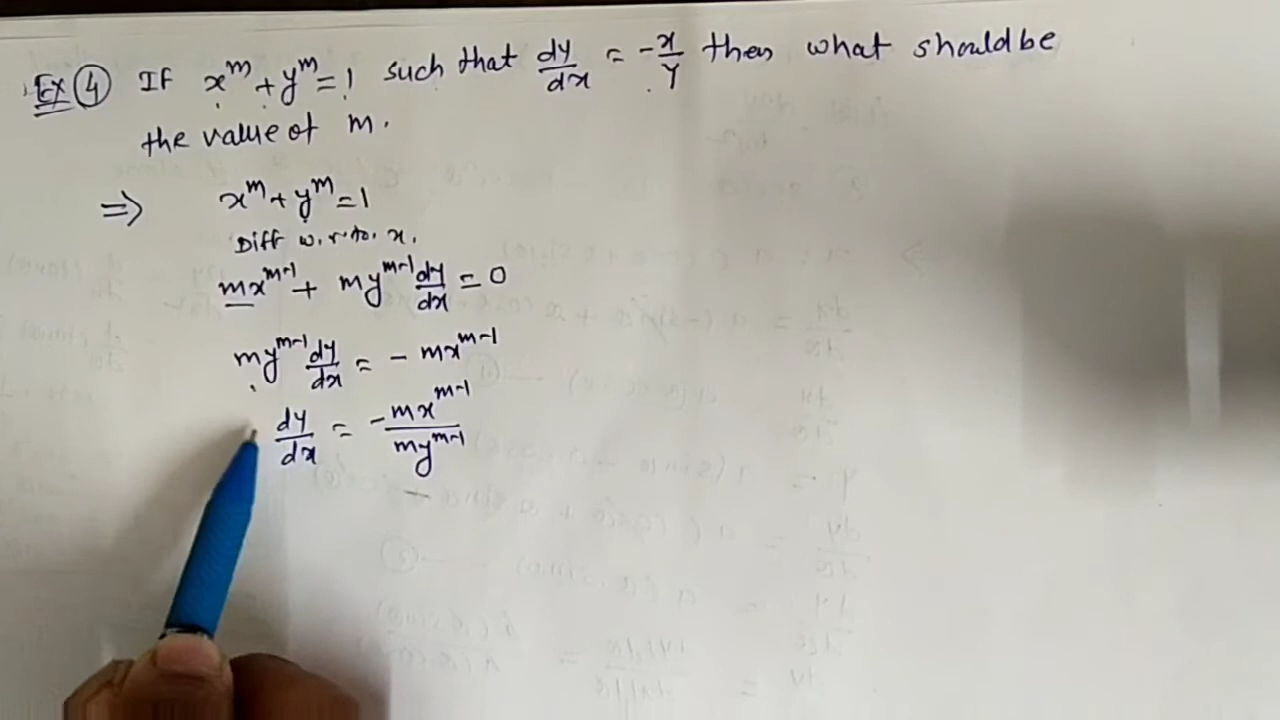 Ex ④ If x^m + y^m = 1 such that dy/dx = -x/y then what should be
the value of m.
⇒ x^m + y^m = 1
Diff w.r.to. x.
mx^(m-1) + my^(m-1) dy/dx = 0
my^(m-1) dy/dx = - mx^(m-1)
dy/dx = -mx^(m-1)/my^(m-1)